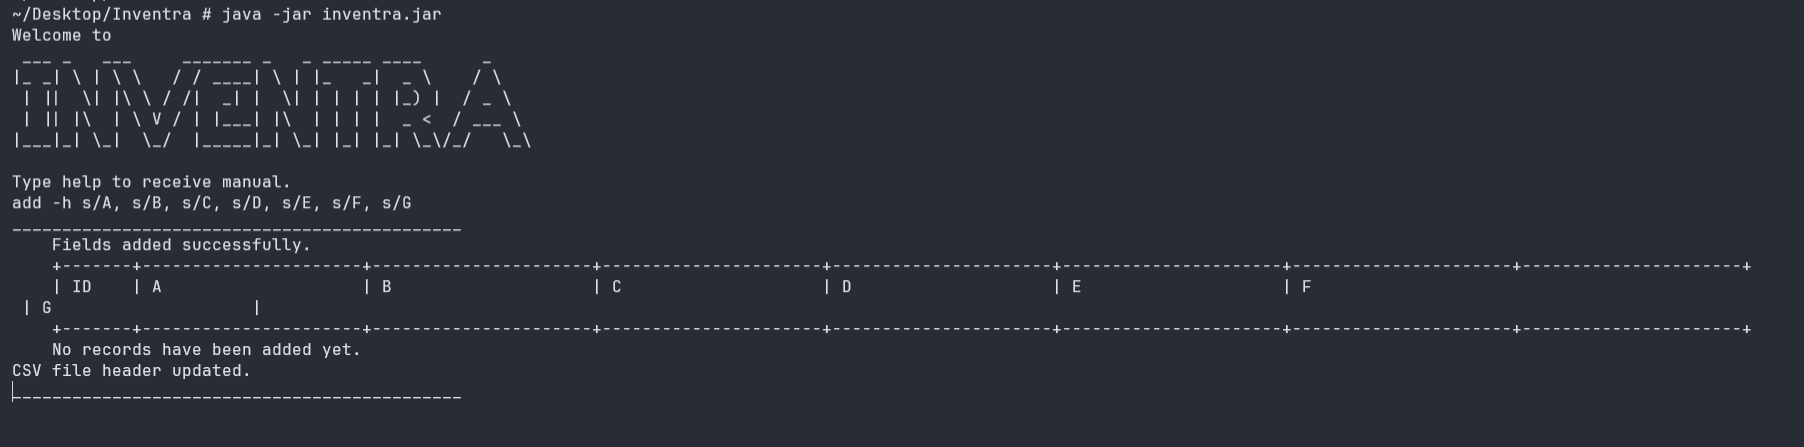 ~/Desktop/Inventra # java -jar inventra.jar
Welcome to
 ___ _   ___     _______ _   _ _____ ____      _
|_ _| \ | \ \   / / ____| \ | |_   _|  _ \    / \
 | ||  \| |\ \ / /|  _| |  \| | | | | |_) |  / _ \
 | || |\  | \ V / | |___| |\  | | | |  _ <  / ___ \
|___|_| \_|  \_/  |_____|_| \_| |_| |_| \_\/_/   \_\

Type help to receive manual.
add -h s/A, s/B, s/C, s/D, s/E, s/F, s/G
_____________________________________________
    Fields added successfully.
    +-------+----------------------+----------------------+----------------------+----------------------+----------------------+----------------------+----------------------+
    | ID    | A                    | B                    | C                    | D                    | E                    | F
 | G                    |
    +-------+----------------------+----------------------+----------------------+----------------------+----------------------+----------------------+----------------------+
    No records have been added yet.
CSV file header updated.
_____________________________________________